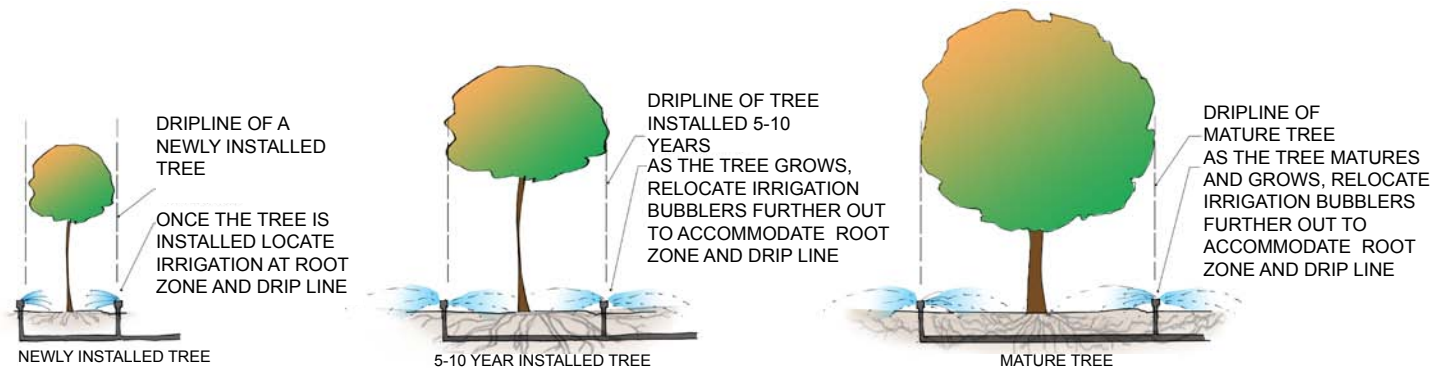 DRIPLINE OF A
NEWLY INSTALLED
TREE
ONCE THE TREE IS
INSTALLED LOCATE
IRRIGATION AT ROOT
ZONE AND DRIP LINE
NEWLY INSTALLED TREE
DRIPLINE OF TREE
INSTALLED 5-10
YEARS
AS THE TREE GROWS,
RELOCATE IRRIGATION
BUBBLERS FURTHER OUT
TO ACCOMMODATE ROOT
ZONE AND DRIP LINE
5-10 YEAR INSTALLED TREE
DRIPLINE OF
MATURE TREE
AS THE TREE MATURES
AND GROWS, RELOCATE
IRRIGATION BUBBLERS
FURTHER OUT TO
ACCOMMODATE ROOT
ZONE AND DRIP LINE
MATURE TREE